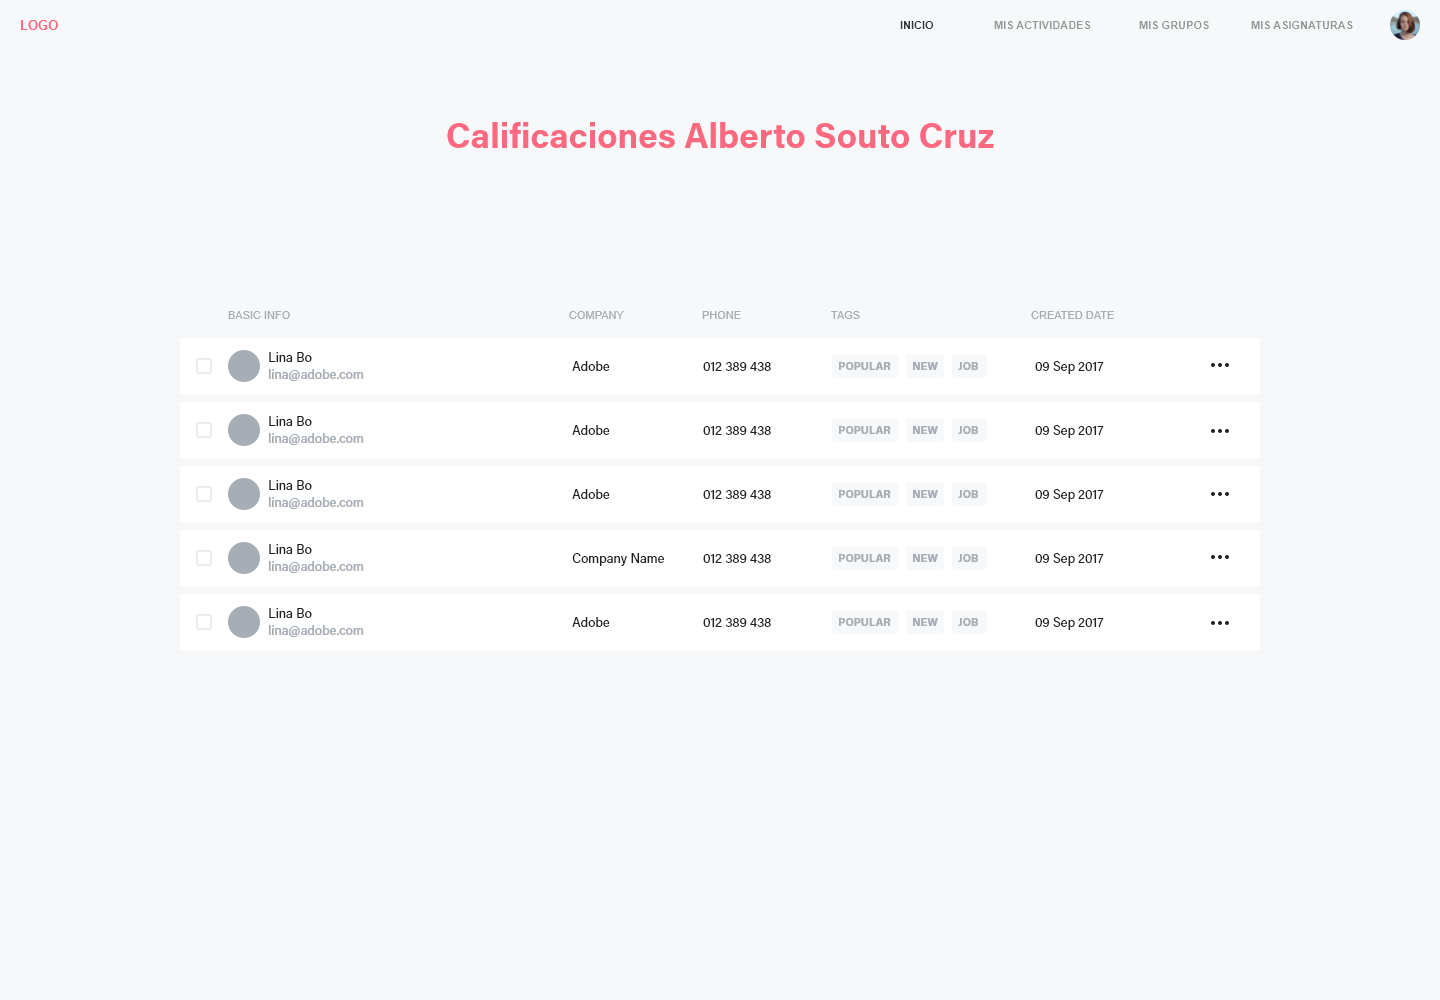 LOGO INICIO MIS ACTIVIDADES MIS GRUPOS MIS ASIGNATURAS
Calificaciones Alberto Souto Cruz
BASIC INFO COMPANY PHONE TAGS CREATED DATE
Lina Bo
lina@adobe.com
Adobe 012 389 438 POPULAR NEW JOB 09 Sep 2017
Lina Bo
lina@adobe.com
Adobe 012 389 438 POPULAR NEW JOB 09 Sep 2017
Lina Bo
lina@adobe.com
Adobe 012 389 438 POPULAR NEW JOB 09 Sep 2017
Lina Bo
lina@adobe.com
Company Name 012 389 438 POPULAR NEW JOB 09 Sep 2017
Lina Bo
lina@adobe.com
Adobe 012 389 438 POPULAR NEW JOB 09 Sep 2017